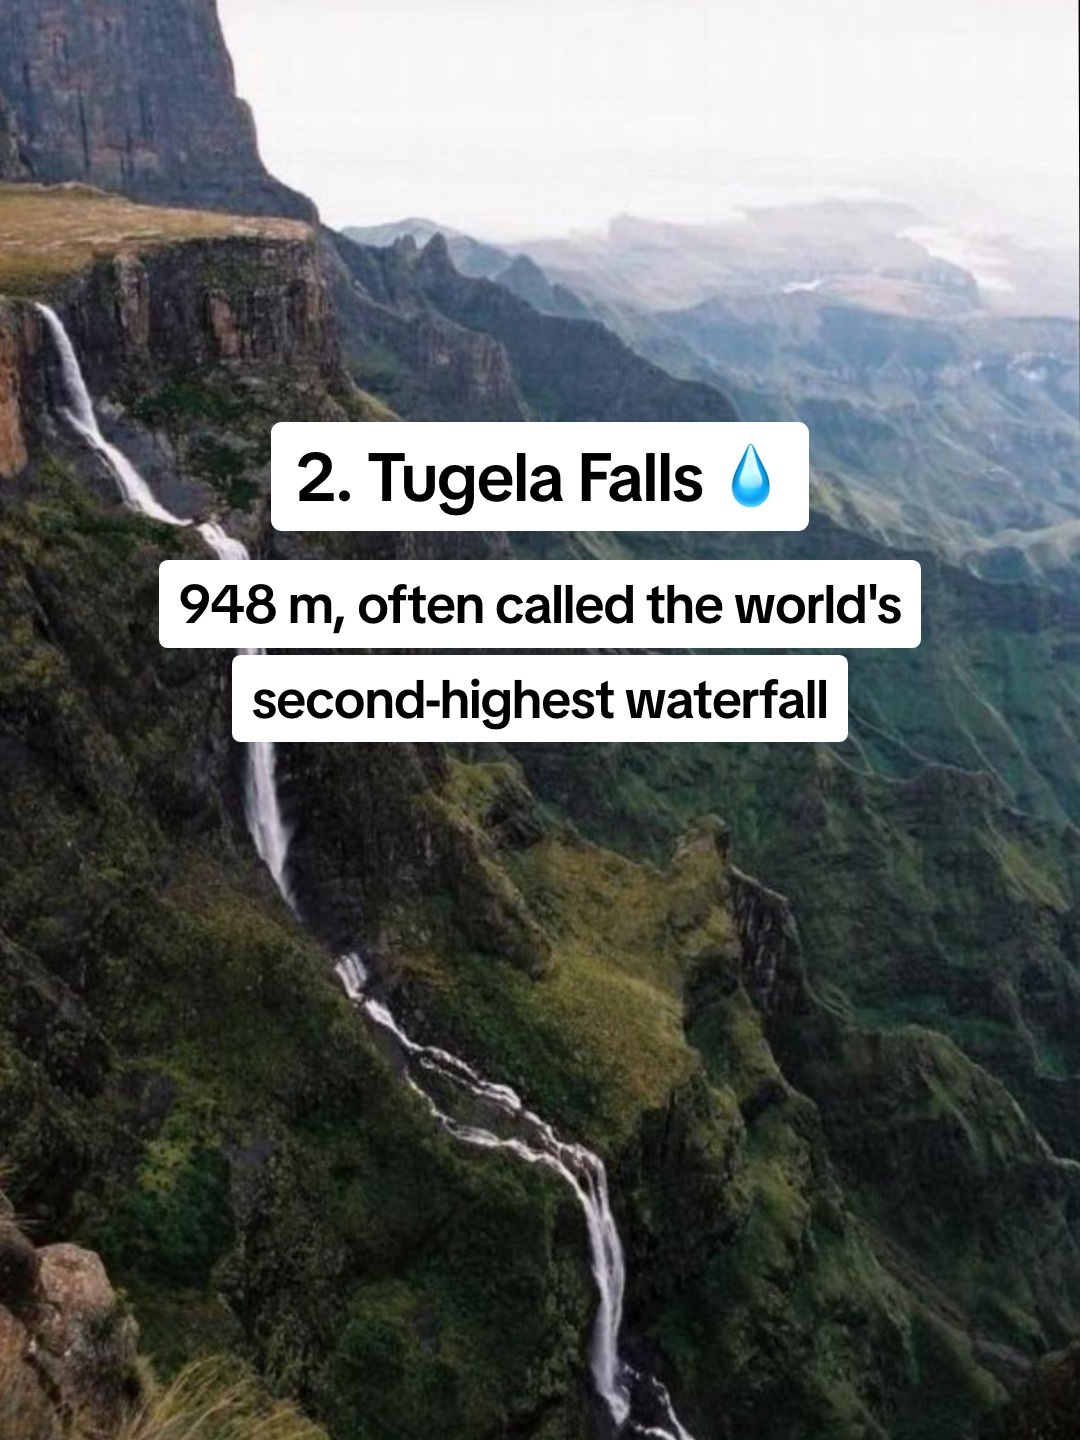 2. Tugela Falls 💧
948 m, often called the world's
second-highest waterfall